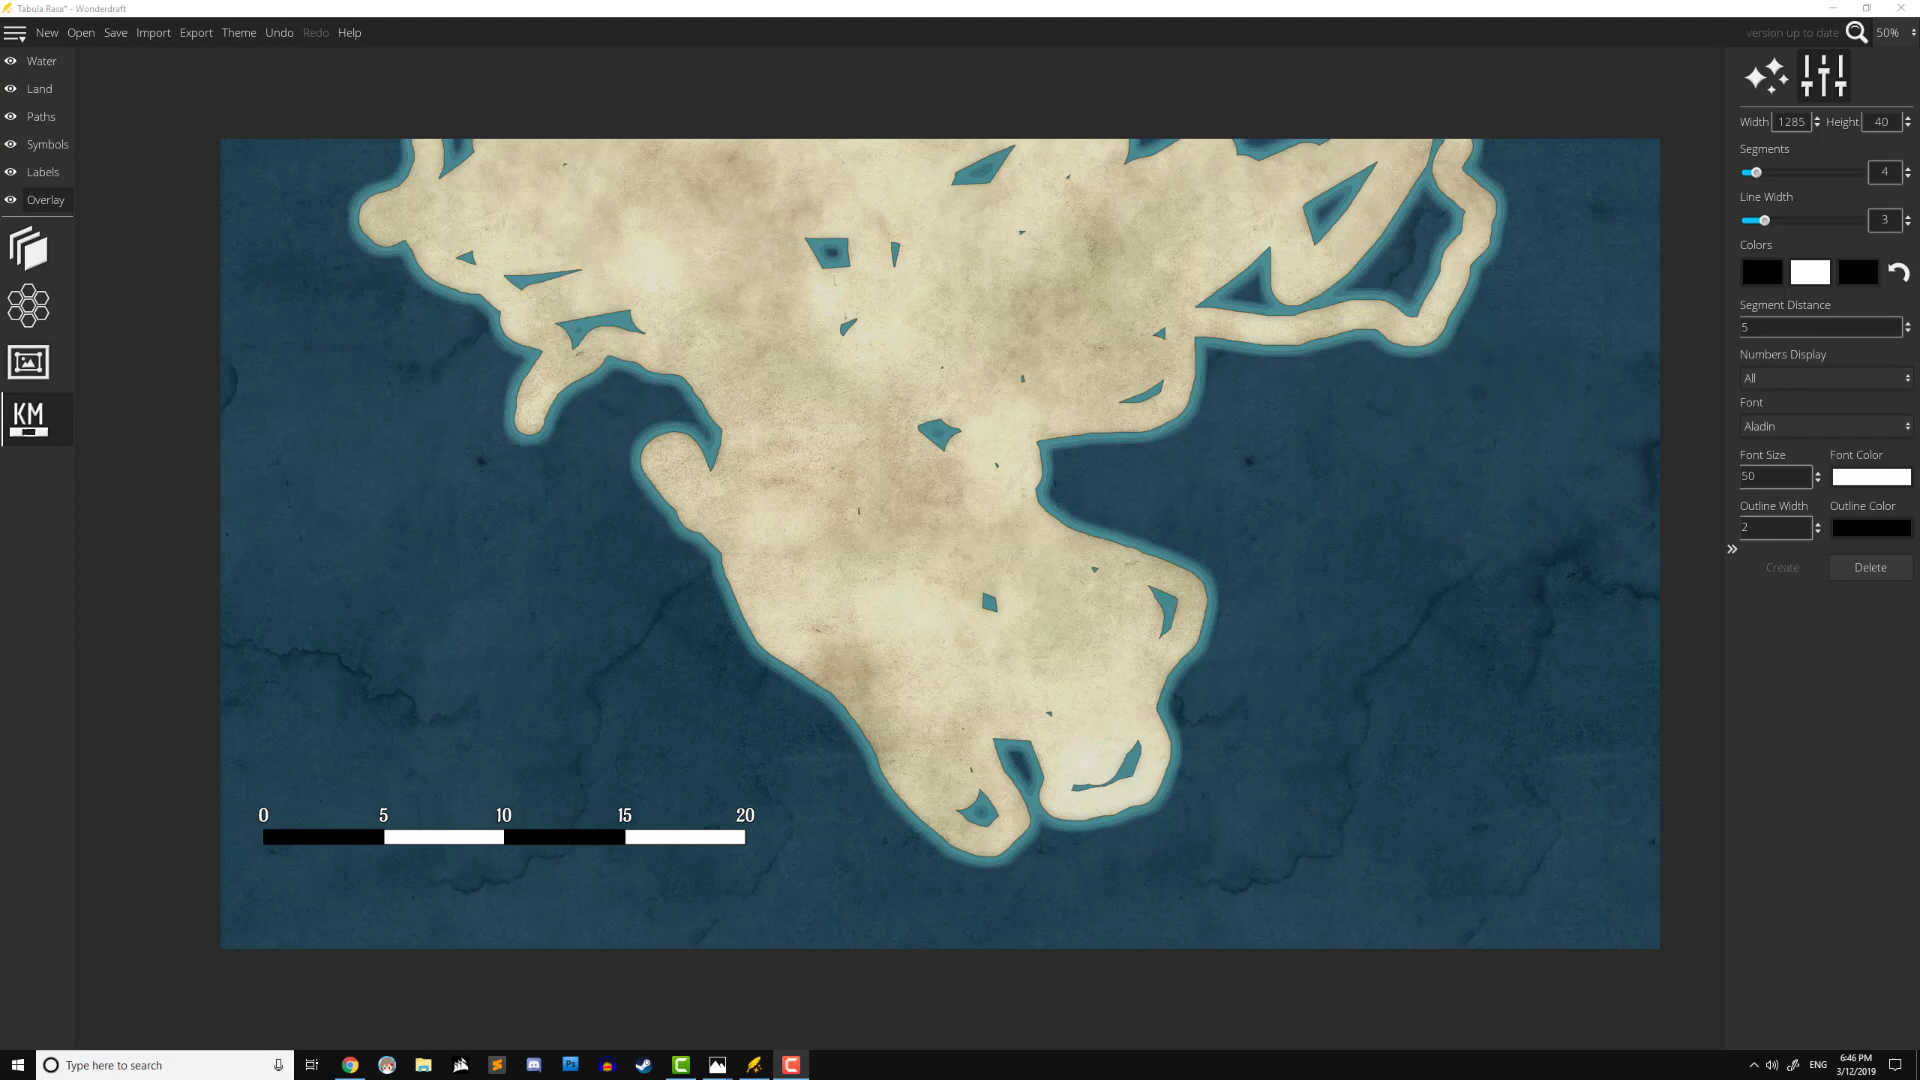 Tabula Rasa* - Wonderdraft
New Open Save Import Export Theme Undo Redo Help
version up to date 50%
Water
Land
Paths
Symbols
Labels
Overlay
KM
Width 1285 Height 40
Segments
4
Line Width
3
Colors
Segment Distance
5
Numbers Display
All
Font
Aladin
Font Size Font Color
50
Outline Width Outline Color
2
Create Delete
0 5 10 15 20
Type here to search
Ps
ENG
6:46 PM
3/12/2019